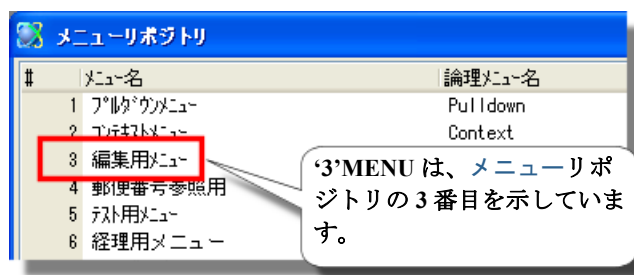 メニューリポジトリ
# メニュー名 論理メニュー名
1 プルダウンメニュー Pulldown
2 コンテキストメニュー Context
3 編集用メニュー
4 郵便番号参照用
5 テスト用メニュー
6 経理用メニュー
‘3’MENU は、メニューリポ
ジトリの 3 番目を示していま
す。